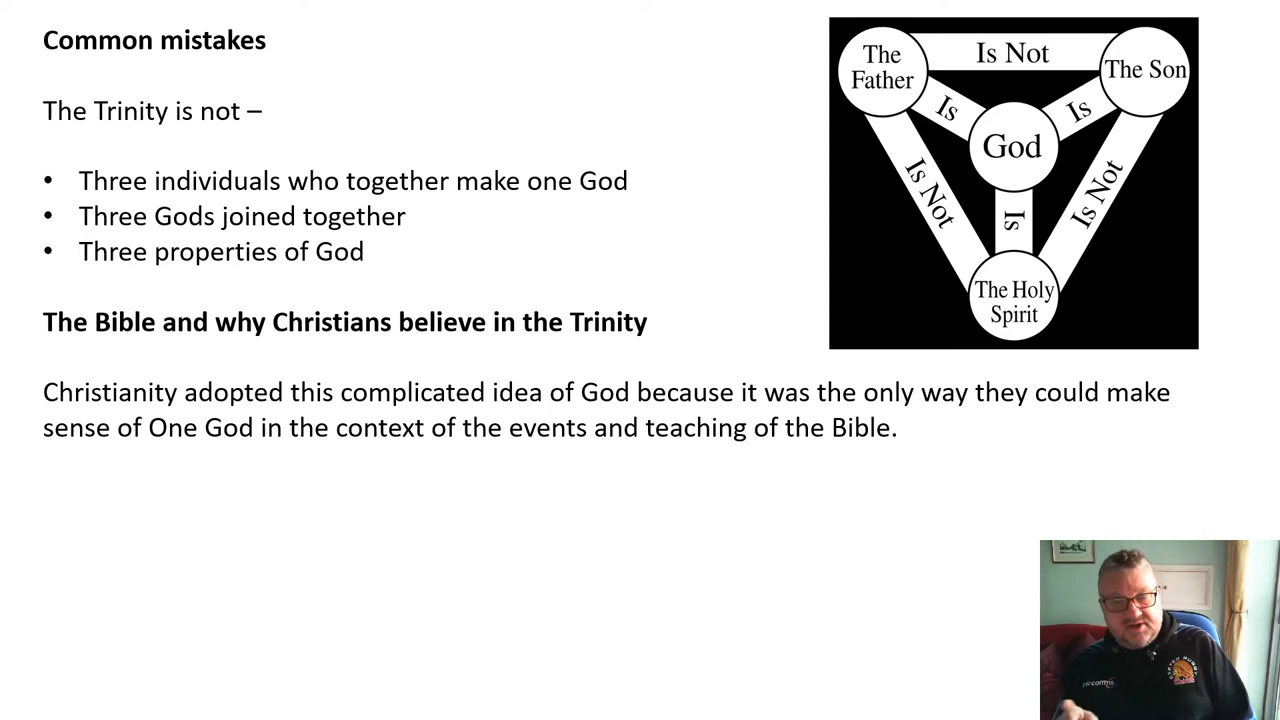 Common mistakes
The Trinity is not –
• Three individuals who together make one God
• Three Gods joined together
• Three properties of God
The Bible and why Christians believe in the Trinity
Christianity adopted this complicated idea of God because it was the only way they could make
sense of One God in the context of the events and teaching of the Bible.
The
Father
Is Not
The Son
Is
Is
God
Is Not
Is
Is Not
The Holy
Spirit